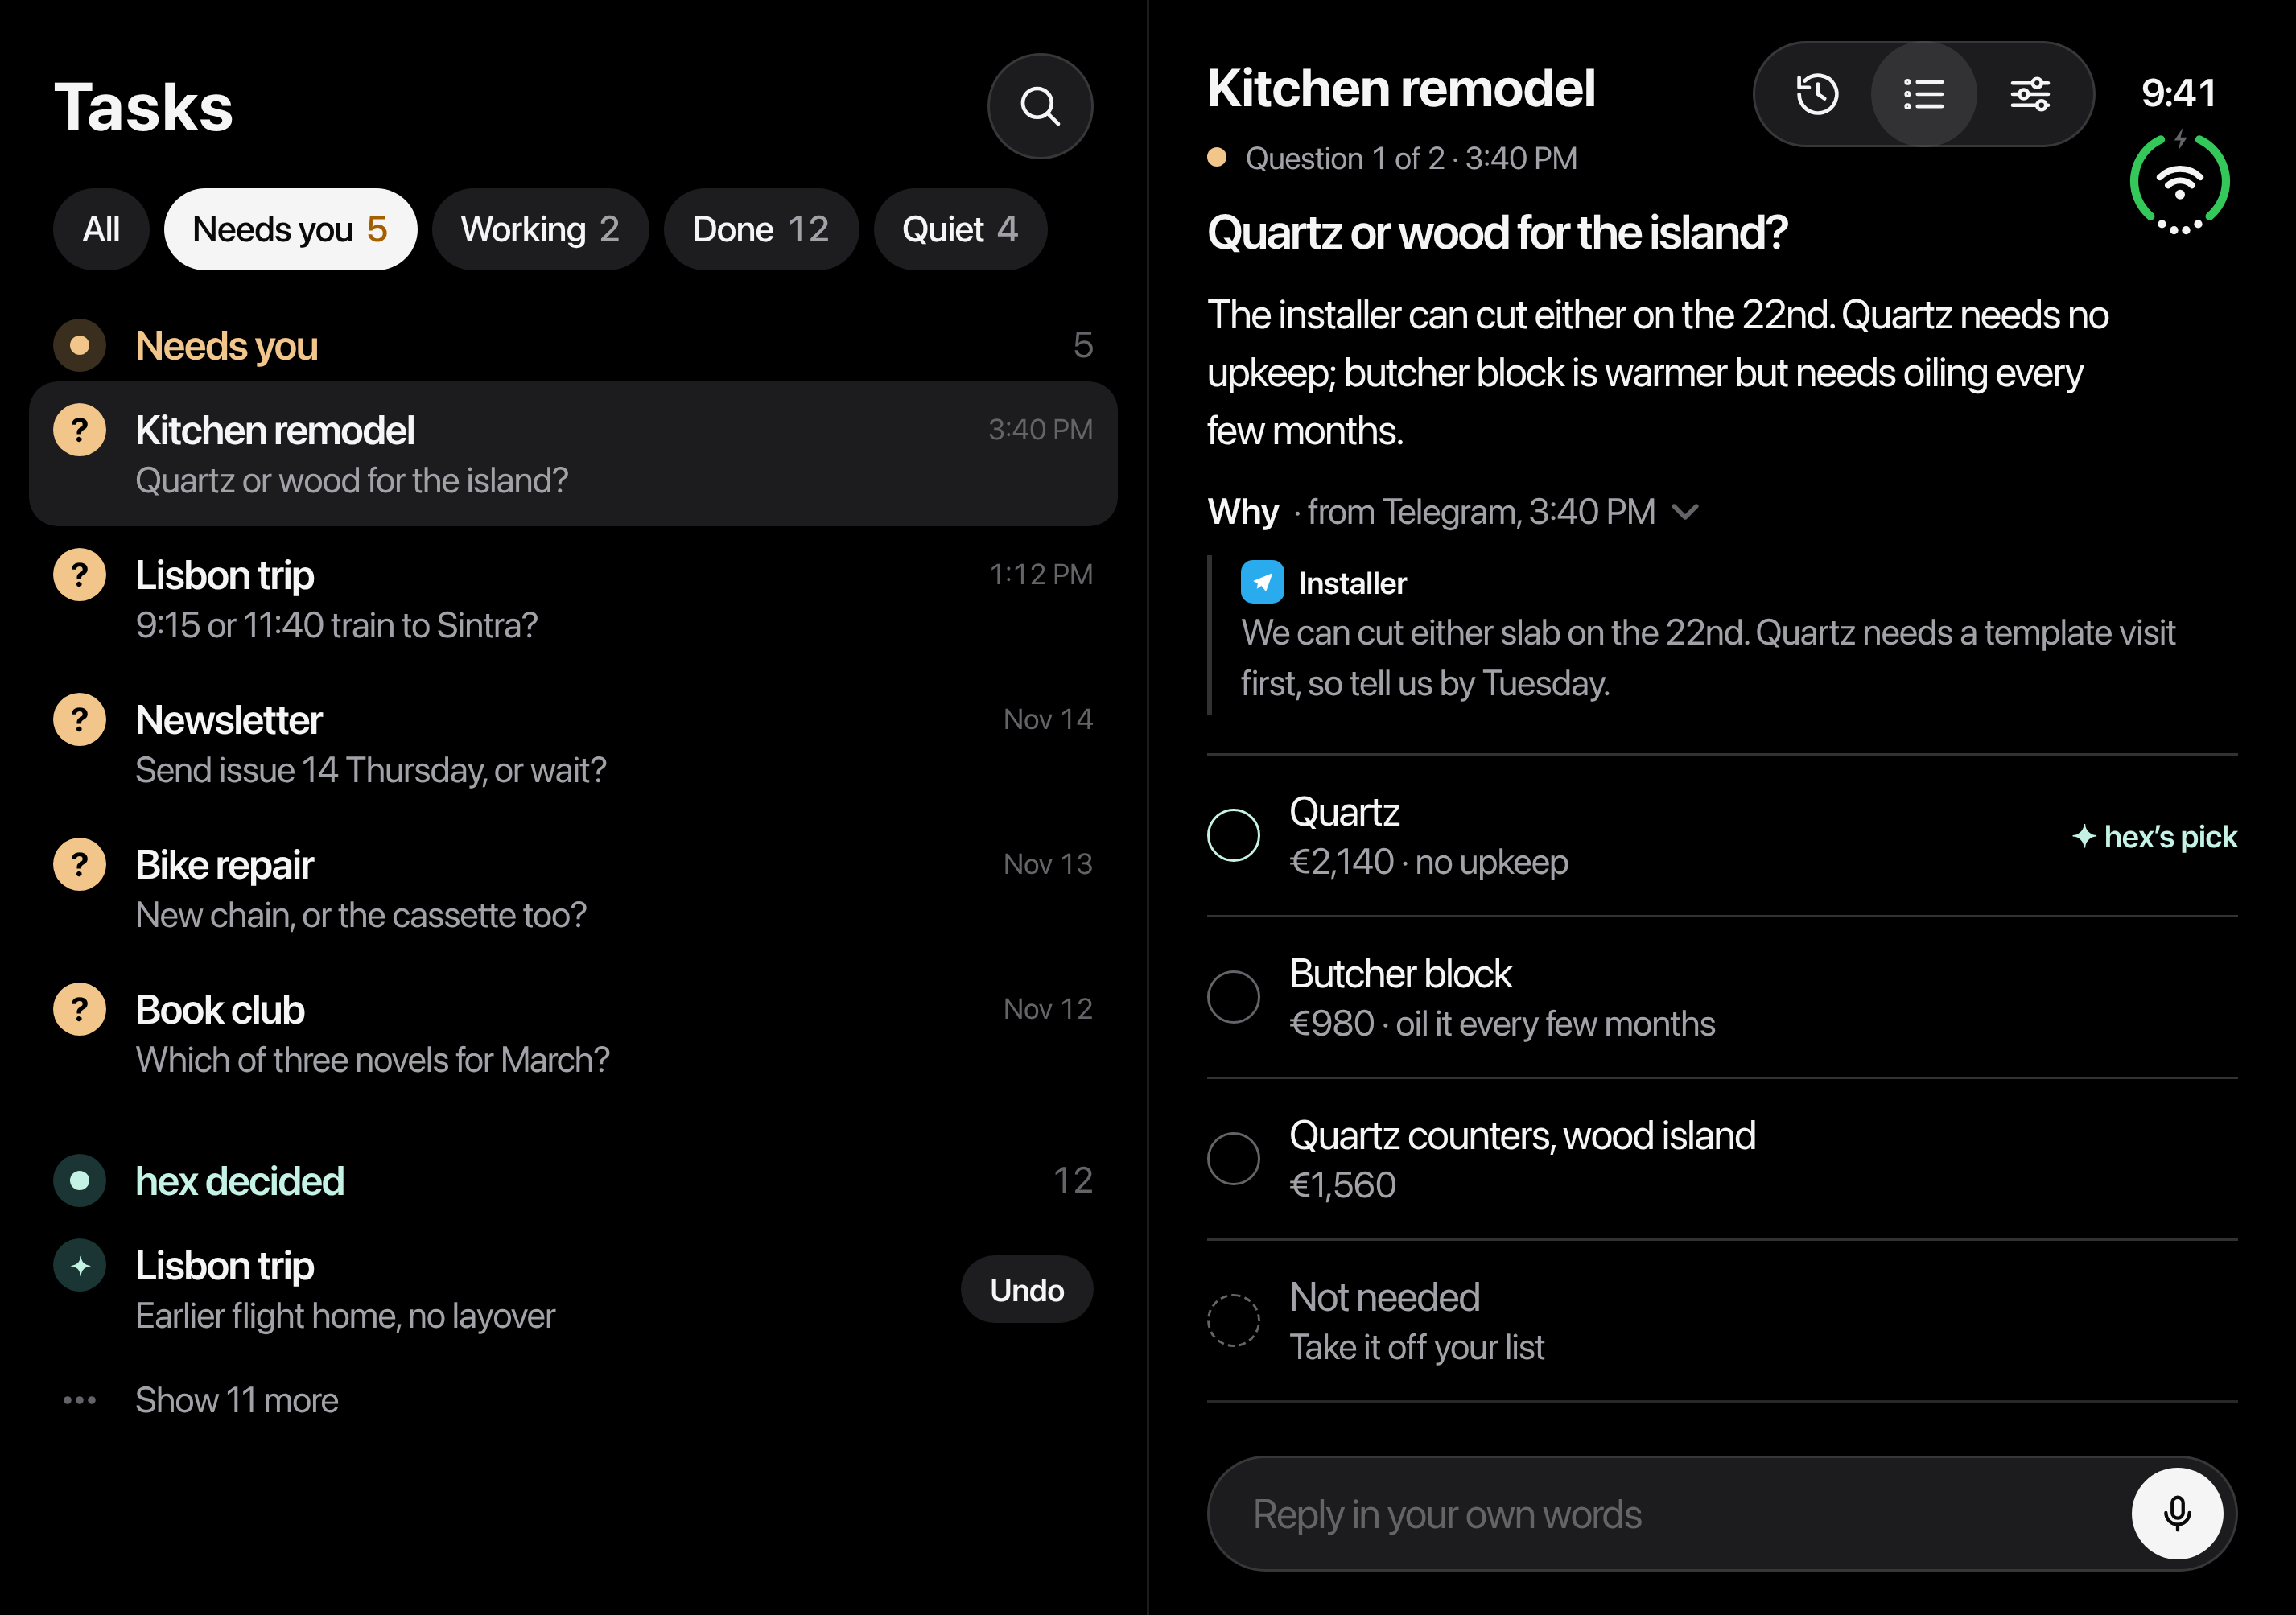 Tasks
All
Needs you 5
Working 2
Done 12
Quiet 4
Needs you 5
? Kitchen remodel 3:40 PM
Quartz or wood for the island?
? Lisbon trip 1:12 PM
9:15 or 11:40 train to Sintra?
? Newsletter Nov 14
Send issue 14 Thursday, or wait?
? Bike repair Nov 13
New chain, or the cassette too?
? Book club Nov 12
Which of three novels for March?
hex decided 12
Lisbon trip
Earlier flight home, no layover
Undo
Show 11 more
Kitchen remodel
9:41
Question 1 of 2 · 3:40 PM
Quartz or wood for the island?
The installer can cut either on the 22nd. Quartz needs no
upkeep; butcher block is warmer but needs oiling every
few months.
Why · from Telegram, 3:40 PM
Installer
We can cut either slab on the 22nd. Quartz needs a template visit
first, so tell us by Tuesday.
Quartz
€2,140 · no upkeep
hex’s pick
Butcher block
€980 · oil it every few months
Quartz counters, wood island
€1,560
Not needed
Take it off your list
Reply in your own words